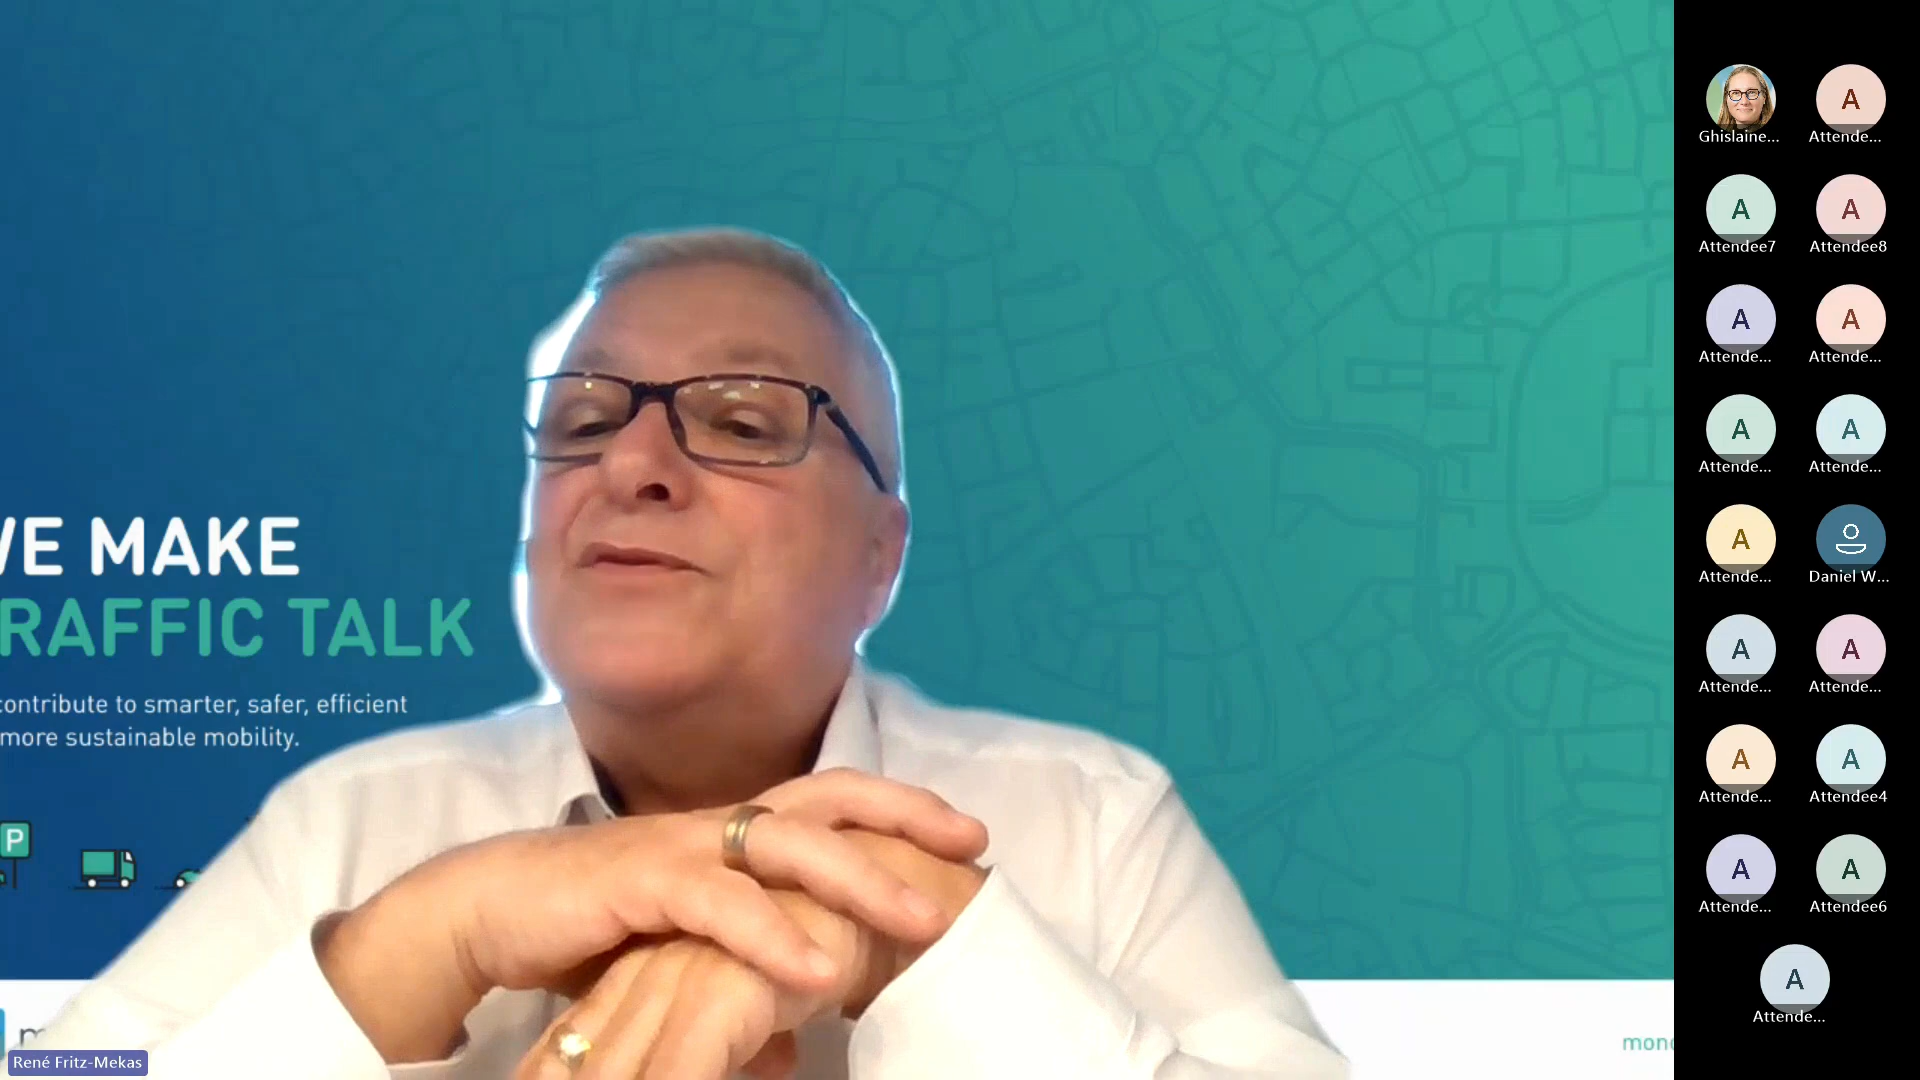 WE MAKE
RAFFIC TALK
contribute to smarter, safer, efficient
more sustainable mobility.
P
René Fritz-Mekas
Ghislaine...
A
Attende...
A
Attendee7
A
Attendee8
A
Attende...
A
Attende...
A
Attende...
A
Attende...
A
Attende...
Daniel W...
A
Attende...
A
Attende...
A
Attende...
A
Attendee4
A
Attende...
A
Attendee6
A
Attende...